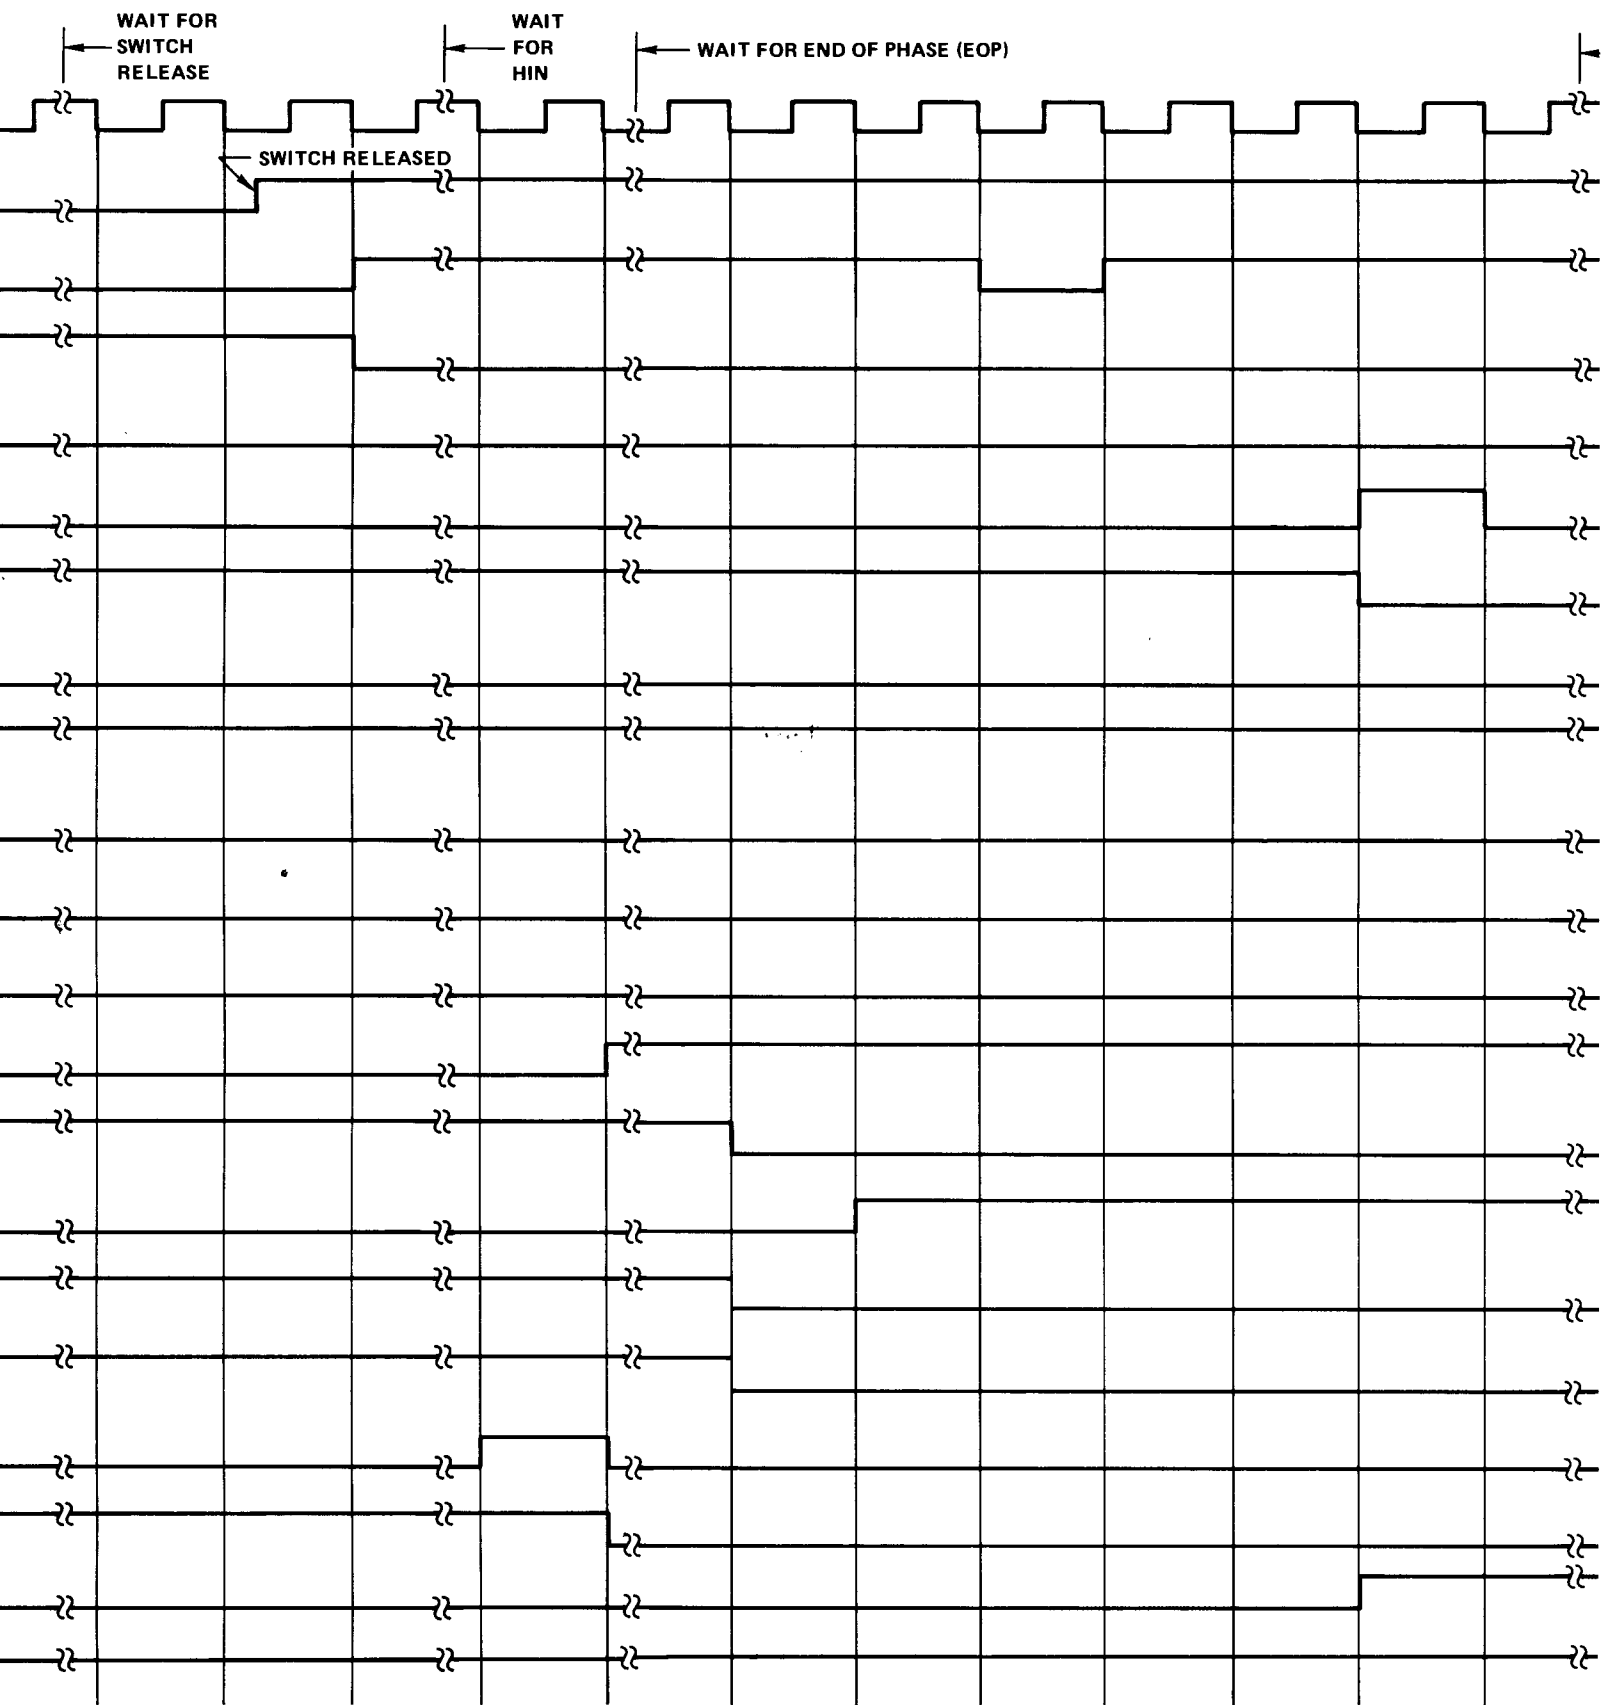 WAIT FOR
SWITCH
RELEASE
WAIT
FOR
HIN
WAIT FOR END OF PHASE (EOP)
SWITCH RELEASED